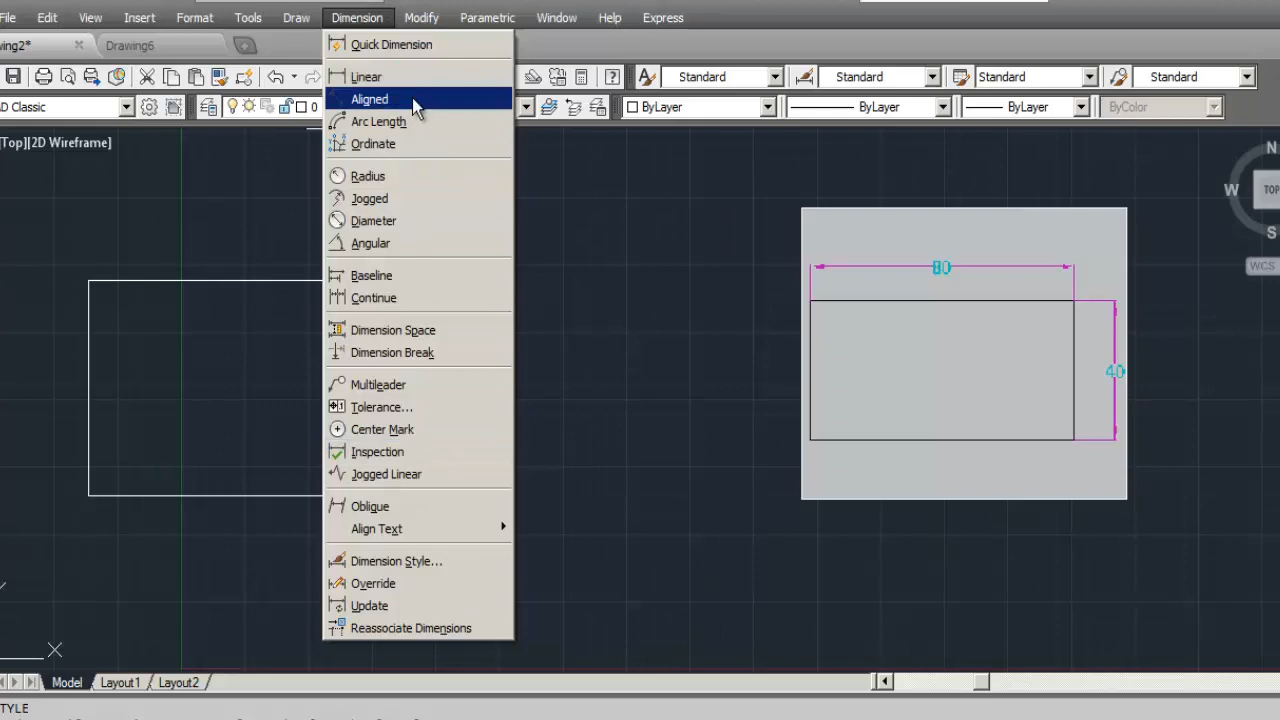 File Edit View Insert Format Tools Draw Dimension Modify Parametric Window Help Express
wing2* Drawing6
Standard Standard Standard Standard
D Classic 0 ByLayer ByLayer ByLayer ByColor
[Top][2D Wireframe]
Quick Dimension
Linear
Aligned
Arc Length
Ordinate
Radius
Jogged
Diameter
Angular
Baseline
Continue
Dimension Space
Dimension Break
Multileader
Tolerance...
Center Mark
Inspection
Jogged Linear
Oblique
Align Text
Dimension Style...
Override
Update
Reassociate Dimensions
80
40
N
W TOP
S
WCS
X
Model Layout1 Layout2
TYLE